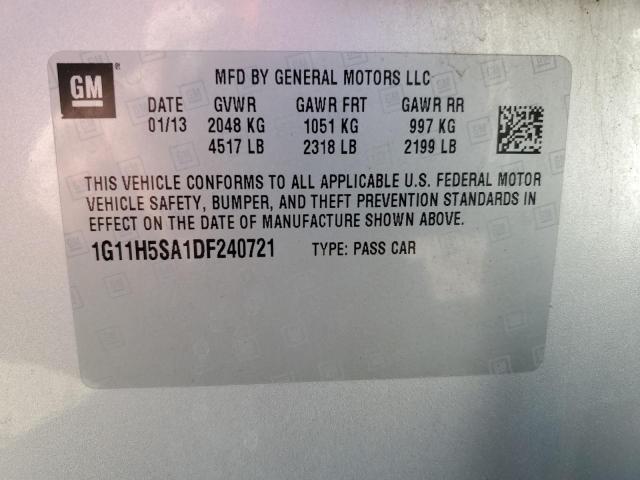 GM
MFD BY GENERAL MOTORS LLC
DATE GVWR GAWR FRT GAWR RR
01/13 2048 KG 1051 KG 997 KG
4517 LB 2318 LB 2199 LB
THIS VEHICLE CONFORMS TO ALL APPLICABLE U.S. FEDERAL MOTOR
VEHICLE SAFETY, BUMPER, AND THEFT PREVENTION STANDARDS IN
EFFECT ON THE DATE OF MANUFACTURE SHOWN ABOVE.
1G11H5SA1DF240721 TYPE: PASS CAR